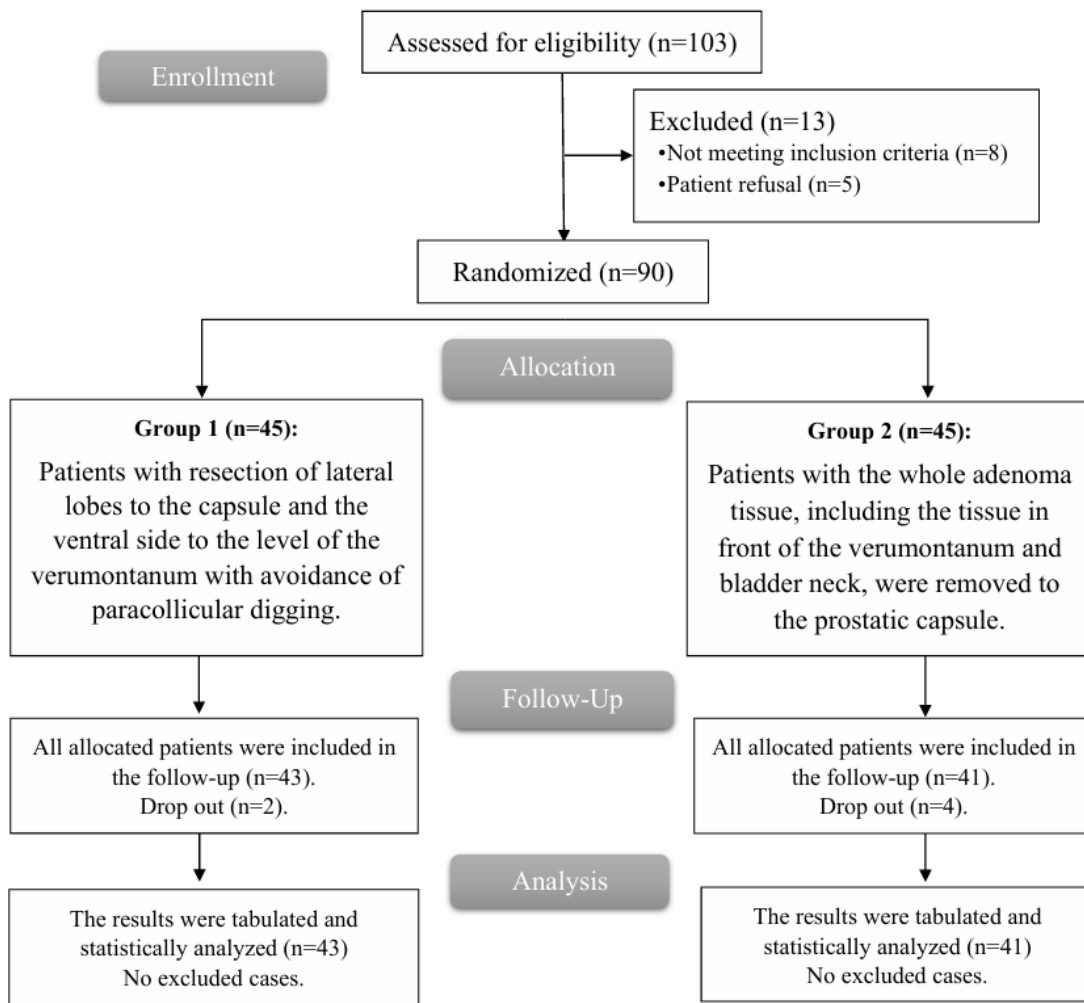 Assessed for eligibility (n=103)
Enrollment
Excluded (n=13)
•Not meeting inclusion criteria (n=8)
•Patient refusal (n=5)
Randomized (n=90)
Allocation
Group 1 (n=45):
Patients with resection of lateral
lobes to the capsule and the
ventral side to the level of the
verumontanum with avoidance of
paracollicular digging.
Group 2 (n=45):
Patients with the whole adenoma
tissue, including the tissue in
front of the verumontanum and
bladder neck, were removed to
the prostatic capsule.
Follow-Up
All allocated patients were included in
the follow-up (n=43).
Drop out (n=2).
All allocated patients were included in
the follow-up (n=41).
Drop out (n=4).
Analysis
The results were tabulated and
statistically analyzed (n=43)
No excluded cases.
The results were tabulated and
statistically analyzed (n=41)
No excluded cases.